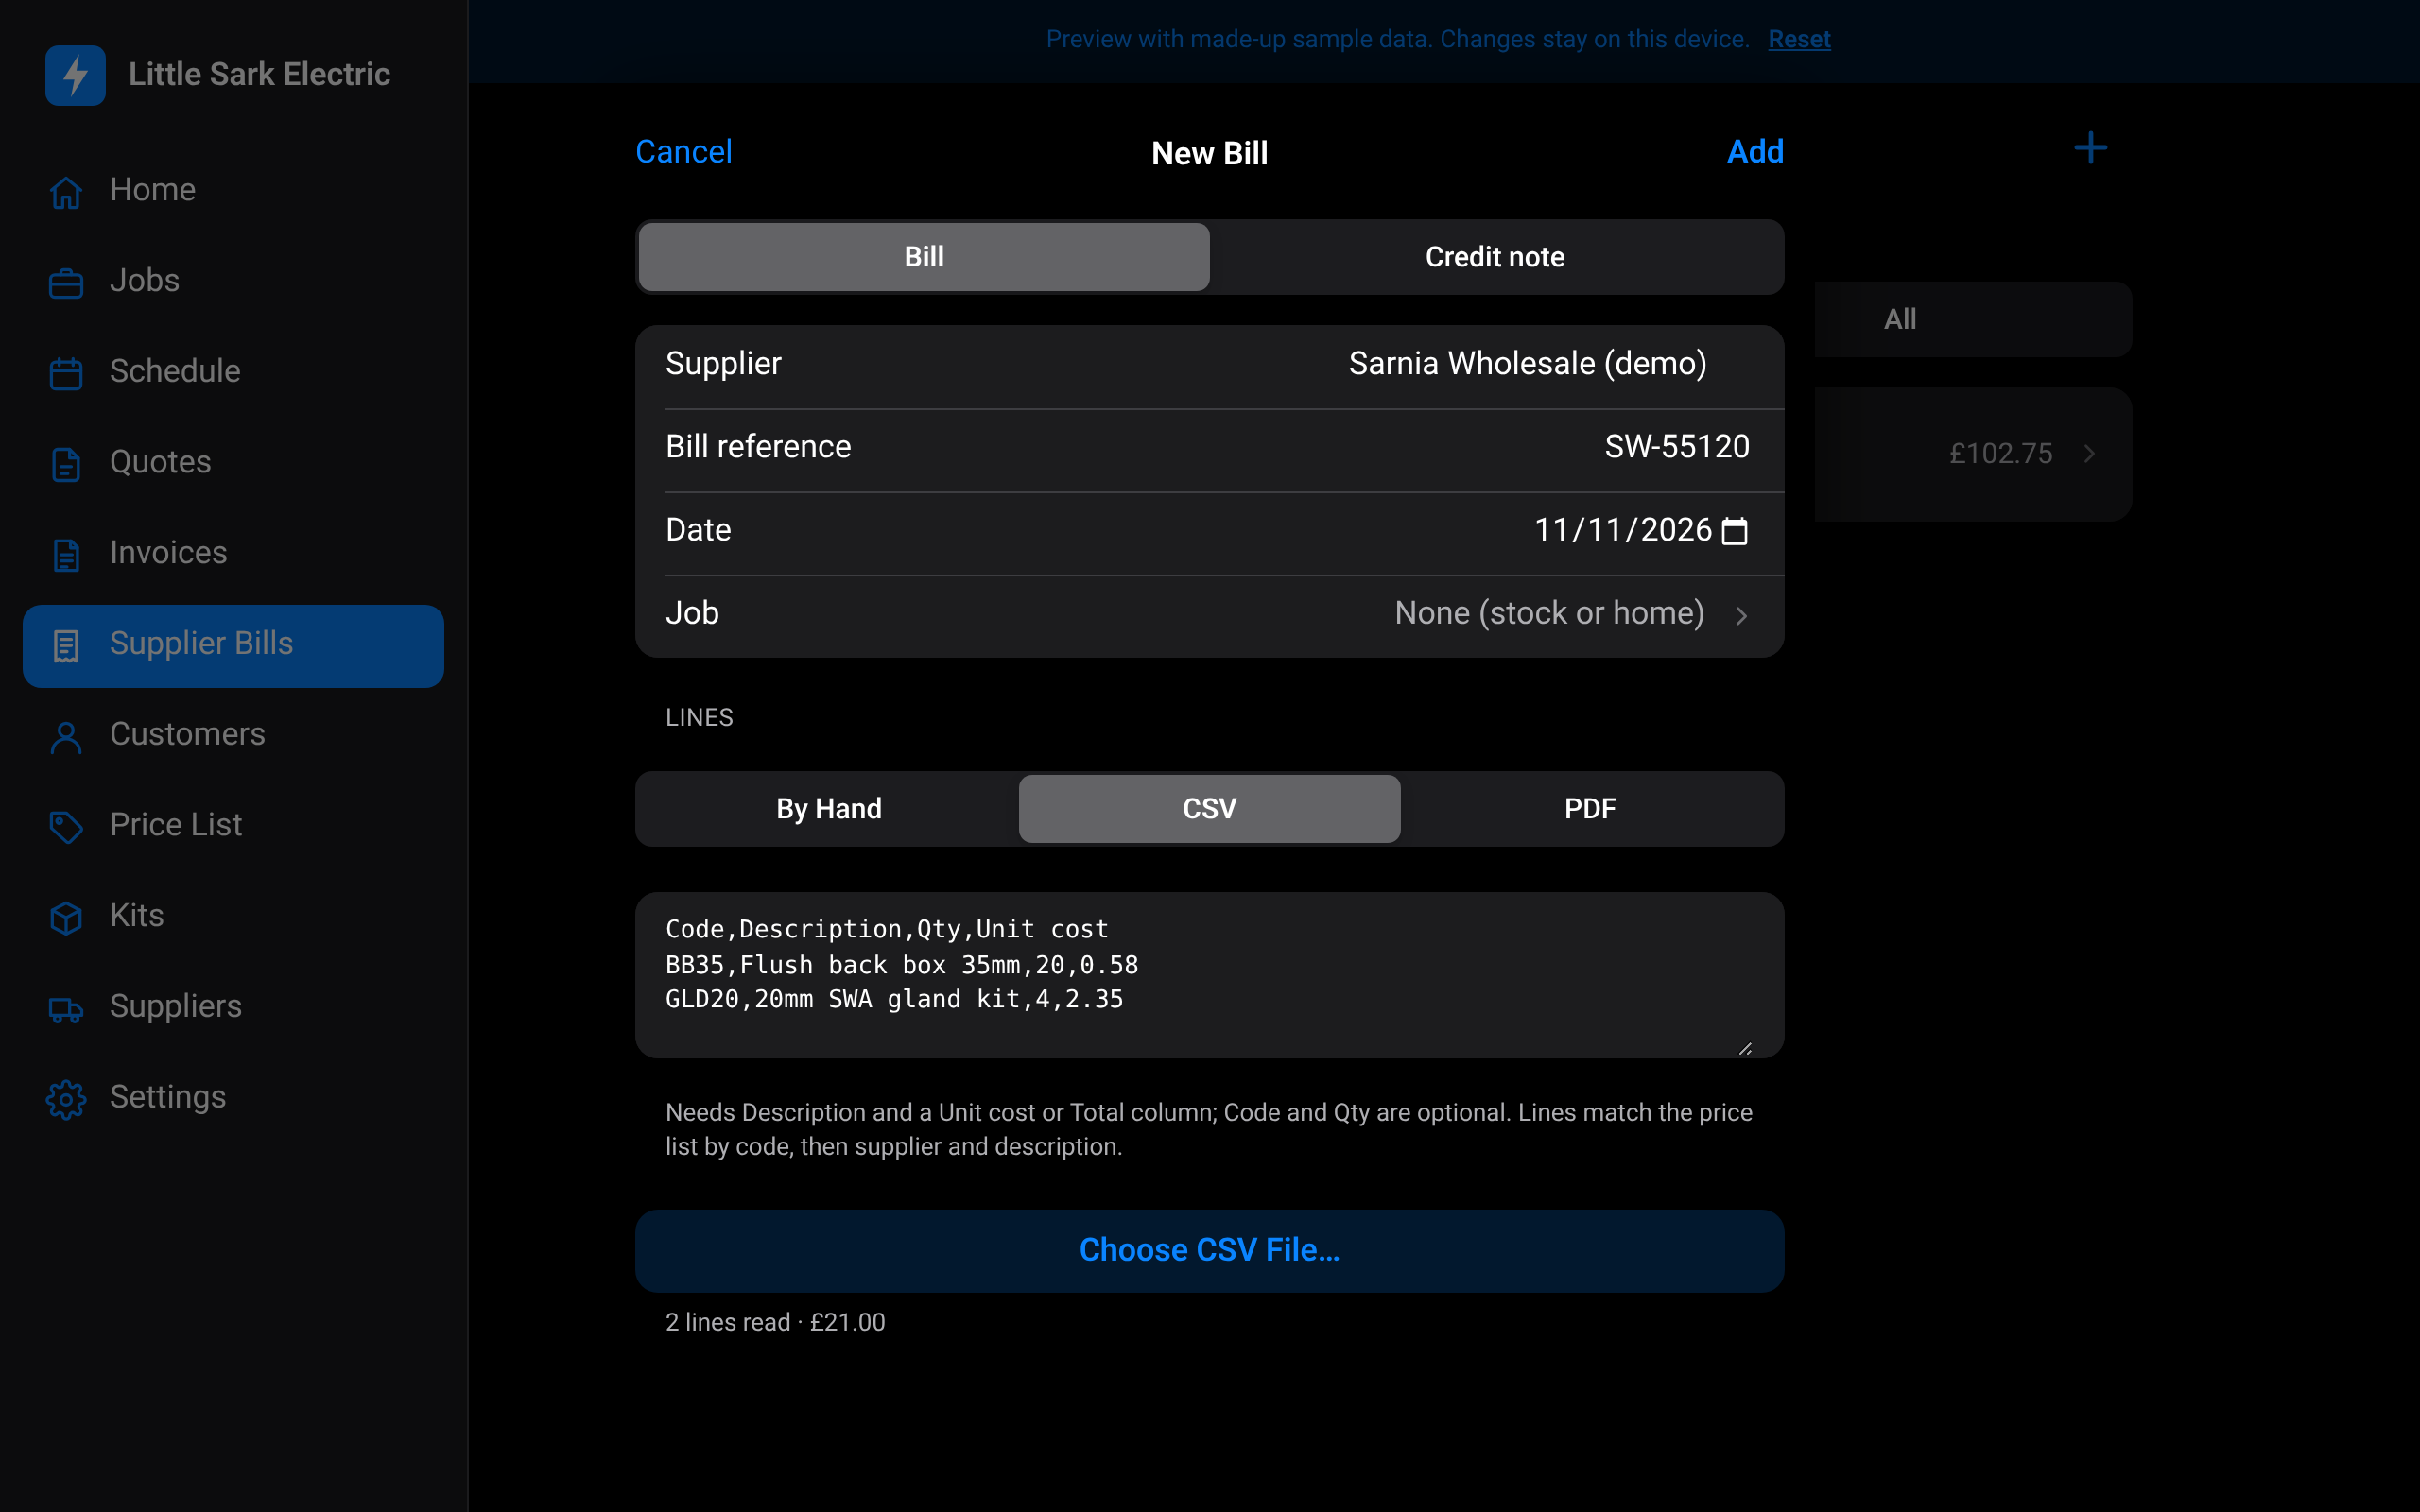 Little Sark Electric
Home
Jobs
Schedule
Quotes
Invoices
Supplier Bills
Customers
Price List
Kits
Suppliers
Settings
Preview with made-up sample data. Changes stay on this device. Reset
Cancel New Bill Add
Bill Credit note
Supplier Sarnia Wholesale (demo)
Bill reference SW-55120
Date 11/11/2026
Job None (stock or home)
LINES
By Hand CSV PDF
Code,Description,Qty,Unit cost
BB35,Flush back box 35mm,20,0.58
GLD20,20mm SWA gland kit,4,2.35
Needs Description and a Unit cost or Total column; Code and Qty are optional. Lines match the price
list by code, then supplier and description.
Choose CSV File...
2 lines read · £21.00
All
£102.75